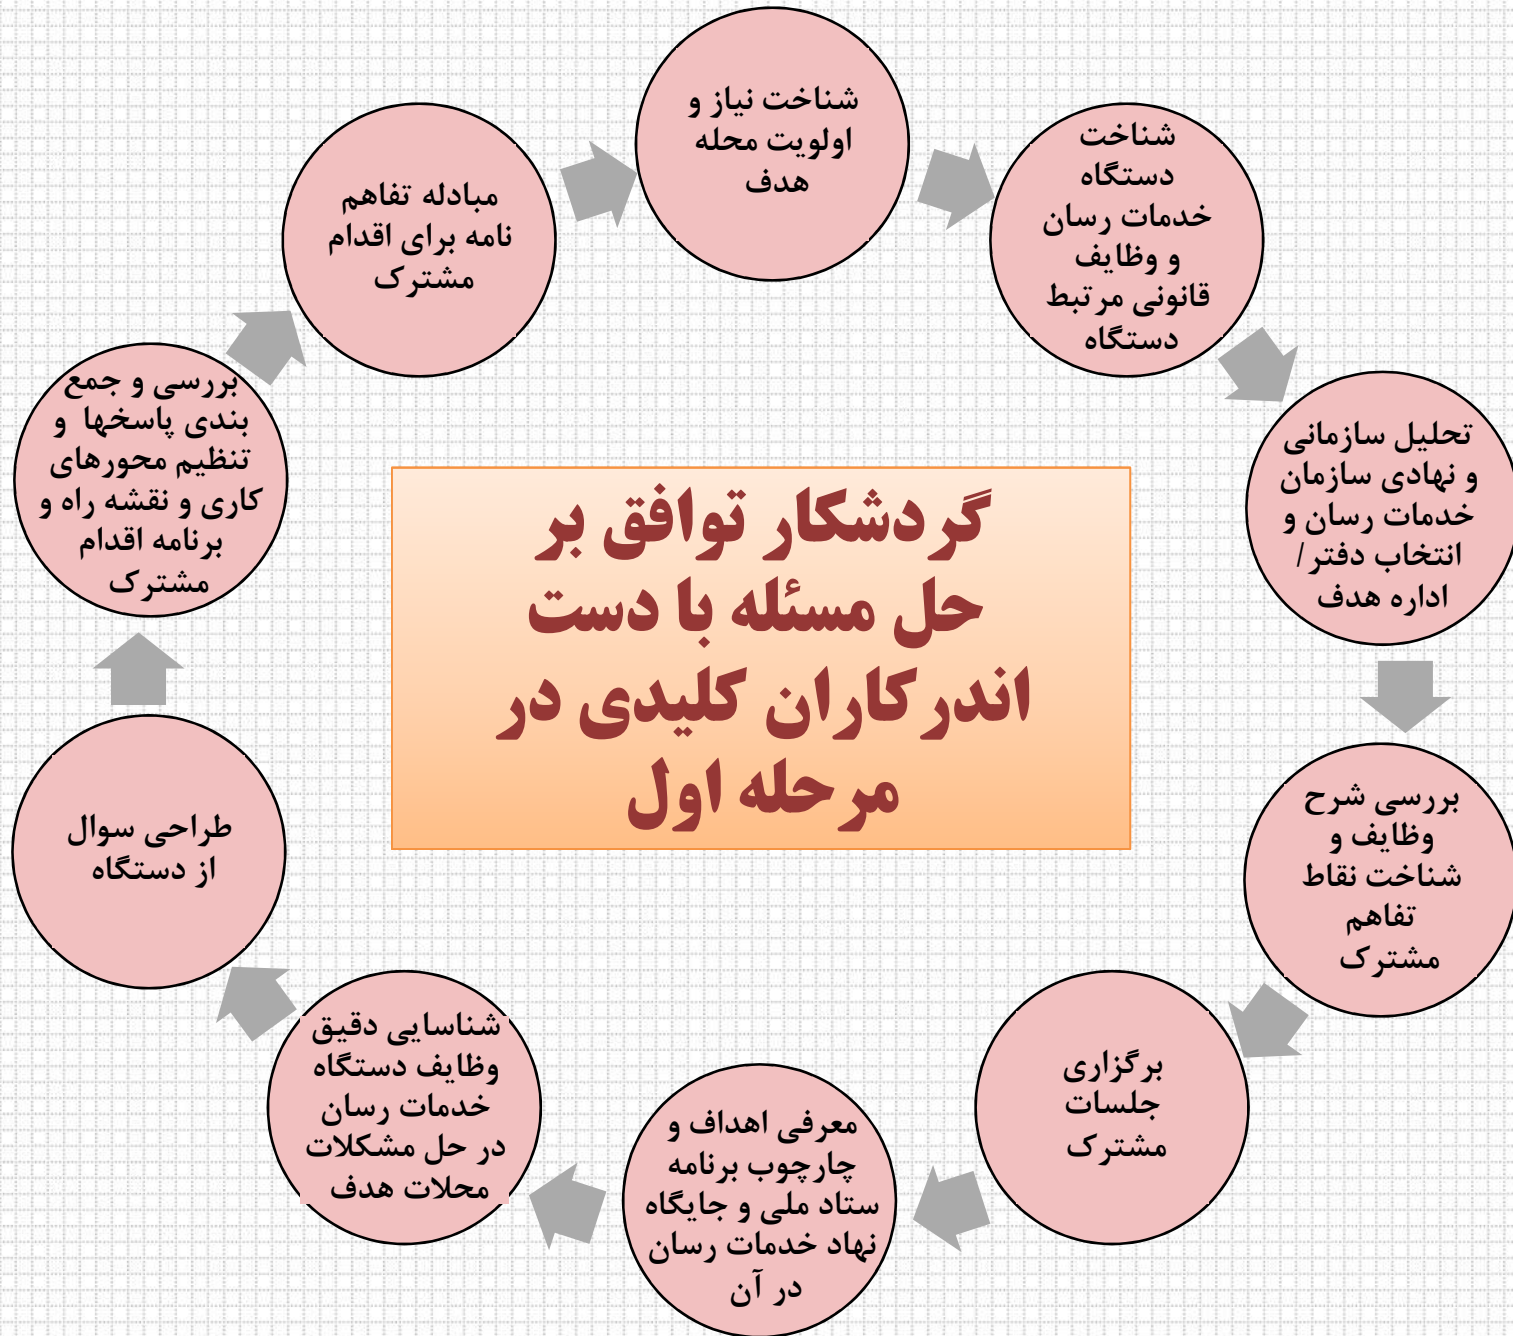 شناخت نیاز و
اولویت محله
هدف
شناخت
دستگاه
خدمات رسان
و وظایف
قانونی مرتبط
دستگاه
تحلیل سازمانی
و نهادی سازمان
خدمات رسان و
انتخاب دفتر/
اداره هدف
بررسی شرح
وظایف و
شناخت نقاط
تفاهم
مشترک
برگزاری
جلسات
مشترک
معرفی اهداف و
چارچوب برنامه
ستاد ملی و جایگاه
نهاد خدمات رسان
در آن
شناسایی دقیق
وظایف دستگاه
خدمات رسان
در حل مشکلات
محلات هدف
طراحی سوال
از دستگاه
بررسی و جمع
بندی پاسخها و
تنظیم محورهای
کاری و نقشه راه و
برنامه اقدام
مشترک
مبادله تفاهم
نامه برای اقدام
مشترک
گردشکار توافق بر
حل مسئله با دست
اندرکاران کلیدی در
مرحله اول